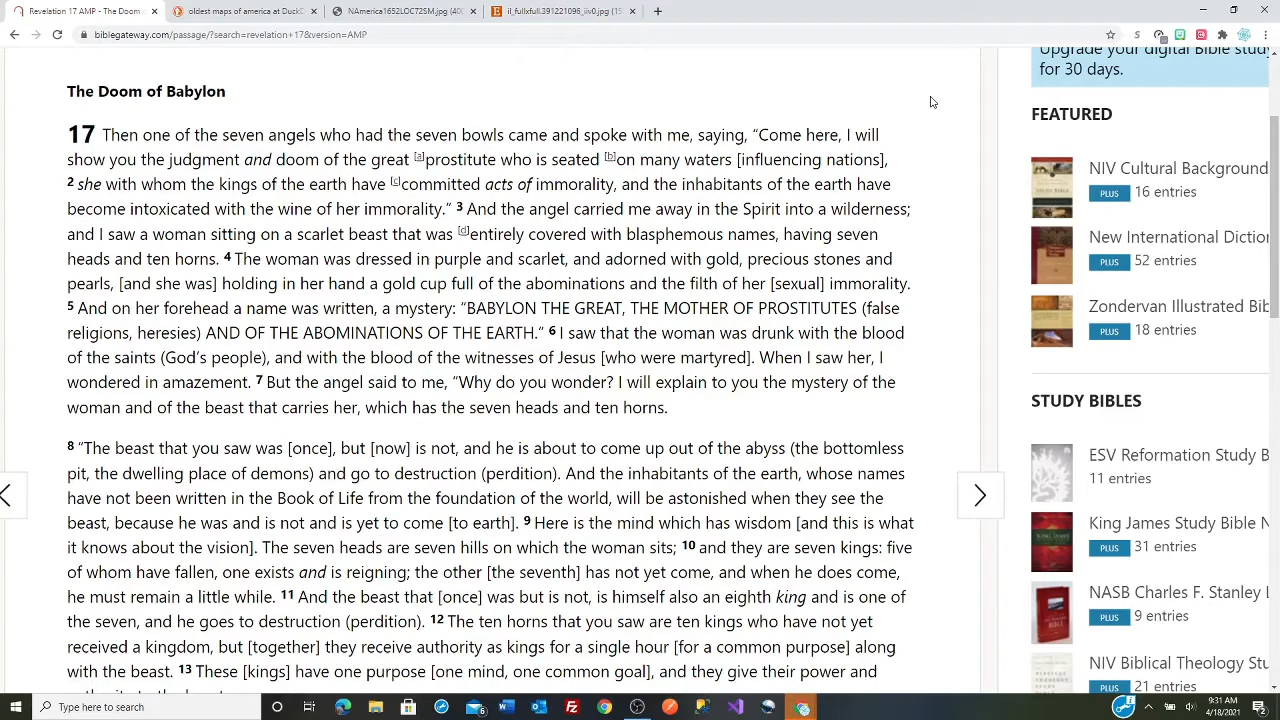 Revelation 17 AMP - The Doom o
oldest maps of america at DuckD
NAmerica1652LOC725M.jpg (400
il_fullxfull.391221096_jiv0.jpg (15
biblegateway.com/passage/?search=revelation+17&version=AMP
Upgrade your digital Bible study
for 30 days.
The Doom of Babylon
17 Then one of the seven angels who had the seven bowls came and spoke with me, saying, “Come here, I will
show you the judgment and doom of the great [a]prostitute who is seated [b]on many waters [influencing nations],
2 she with whom the kings of the earth have [c]committed acts of immorality, and the inhabitants of the earth have
become intoxicated with the wine of her immorality.” 3 And the angel carried me away in the Spirit into a wilderness;
and I saw a woman sitting on a scarlet beast that was [d]entirely covered with blasphemous names, having seven
heads and ten horns. 4 The woman was dressed in purple and scarlet, and adorned with gold, precious stones and
pearls, [and she was] holding in her hand a gold cup full of the abominations and the filth of her [sexual] immorality.
5 And on her forehead a name was written, a mystery: “BABYLON THE GREAT, THE MOTHER OF PROSTITUTES (false
religions, heresies) AND OF THE ABOMINATIONS OF THE EARTH.” 6 I saw that the woman was drunk with the blood
of the saints (God’s people), and with the blood of the witnesses of Jesus [who were martyred]. When I saw her, I
wondered in amazement. 7 But the angel said to me, “Why do you wonder? I will explain to you the mystery of the
woman and of the beast that carries her, which has the seven heads and ten horns.
8 “The beast that you saw was [once], but [now] is not, and he is about to come up out of the abyss (the bottomless
pit, the dwelling place of demons) and go to destruction (perdition). And the inhabitants of the earth, whose names
have not been written in the Book of Life from the foundation of the world, will be astonished when they see the
beast, because he was and is not and is yet to come [to earth]. 9 Here is the mind which has wisdom [and this is what
it knows about the vision]. The seven heads are seven hills on which the woman sits; 10 and they are seven kings: five
of whom have fallen, one exists and is reigning; the other [the seventh] has not yet come, and when he does come,
he must remain a little while. 11 And the beast that [once] was but is not, is himself also an eighth king and is one of
the seven, and he goes to destruction (perdition). 12 The ten horns that you saw are ten kings who have not yet
received a kingdom, but [together] they receive authority as kings for a single hour [for a common purpose] along
with the beast. 13 These [kings] have one purpose [one mind, one common goal], and they give their power and
FEATURED
NIV Cultural Background
PLUS 16 entries
New International Dictio
PLUS 52 entries
Zondervan Illustrated Bib
PLUS 18 entries
STUDY BIBLES
ESV Reformation Study B
11 entries
King James Study Bible N
PLUS 31 entries
NASB Charles F. Stanley L
PLUS 9 entries
NIV Biblical Theology Stu
PLUS 21 entries
Type here to search
9:31 AM
4/18/2021